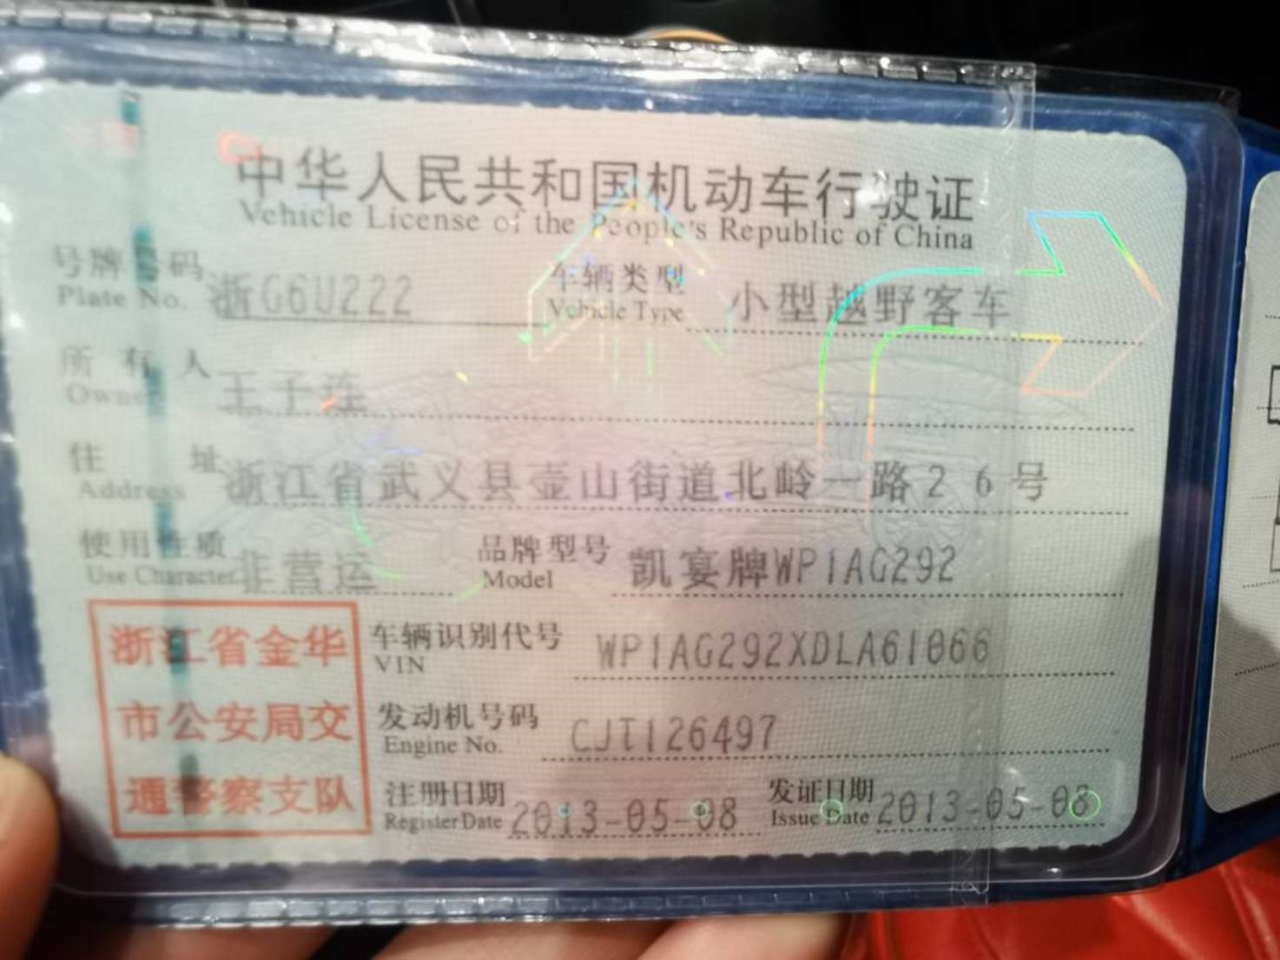 中华人民共和国机动车行驶证
Vehicle License of the People's Republic of China
号牌号码 浙G6U222 车辆类型 小型越野客车
Plate No. Vehicle Type
所有人 王子连
Owner
住址 浙江省武义县壶山街道北岭一路26号
Address
使用性质 非营运 品牌型号 凯宴牌WP1AG292
Use Character Model
浙江省金华
市公安局交
通警察支队
车辆识别代号 WP1AG292XDLA61066
VIN
发动机号码 CJT126497
Engine No.
注册日期 2013-05-08 发证日期 2013-05-08
Register Date Issue Date